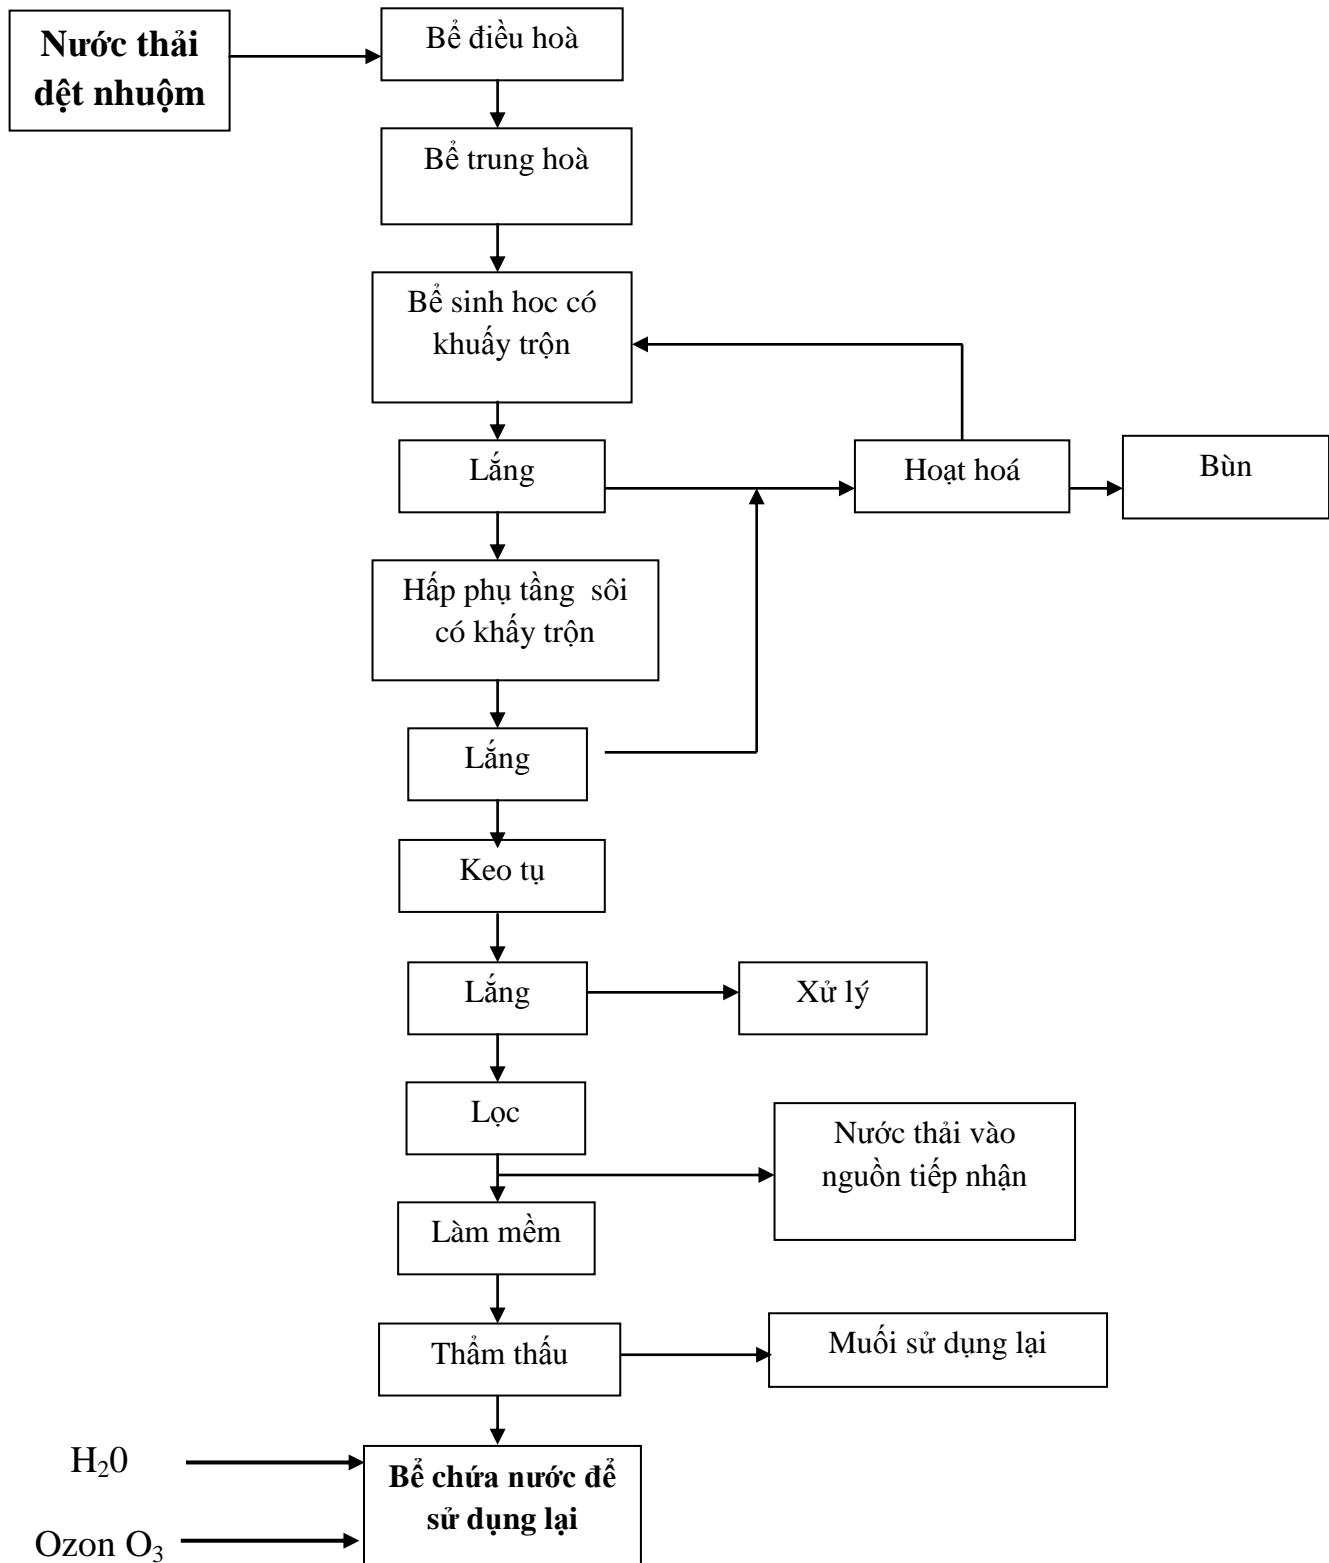 Nước thải
dệt nhuộm
Bể điều hoà
Bể trung hoà
Bể sinh hoc có
khuấy trộn
Lắng
Hoạt hoá
Bùn
Hấp phụ tầng  sôi
có khấy trộn
Lắng
Keo tụ
Lắng
Xử lý
Lọc
Nước thải vào
nguồn tiếp nhận
Làm mềm
Thẩm thấu
Muối sử dụng lại
H₂0
Bể chứa nước để
sử dụng lại
Ozon O₃